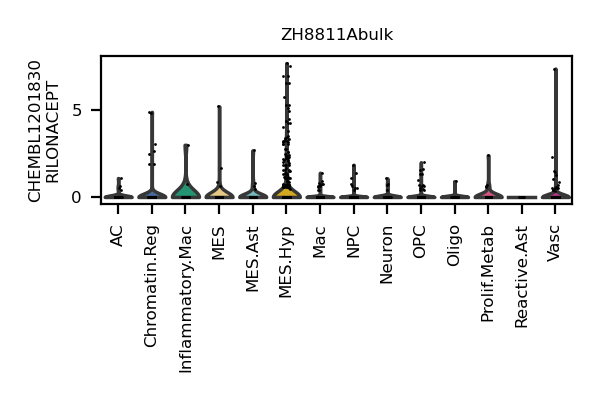 ZH8811Abulk
CHEMBL1201830
RILONACEPT
5
0
AC
Chromatin.Reg
Inflammatory.Mac
MES
MES.Ast
MES.Hyp
Mac
NPC
Neuron
OPC
Oligo
Prolif.Metab
Reactive.Ast
Vasc